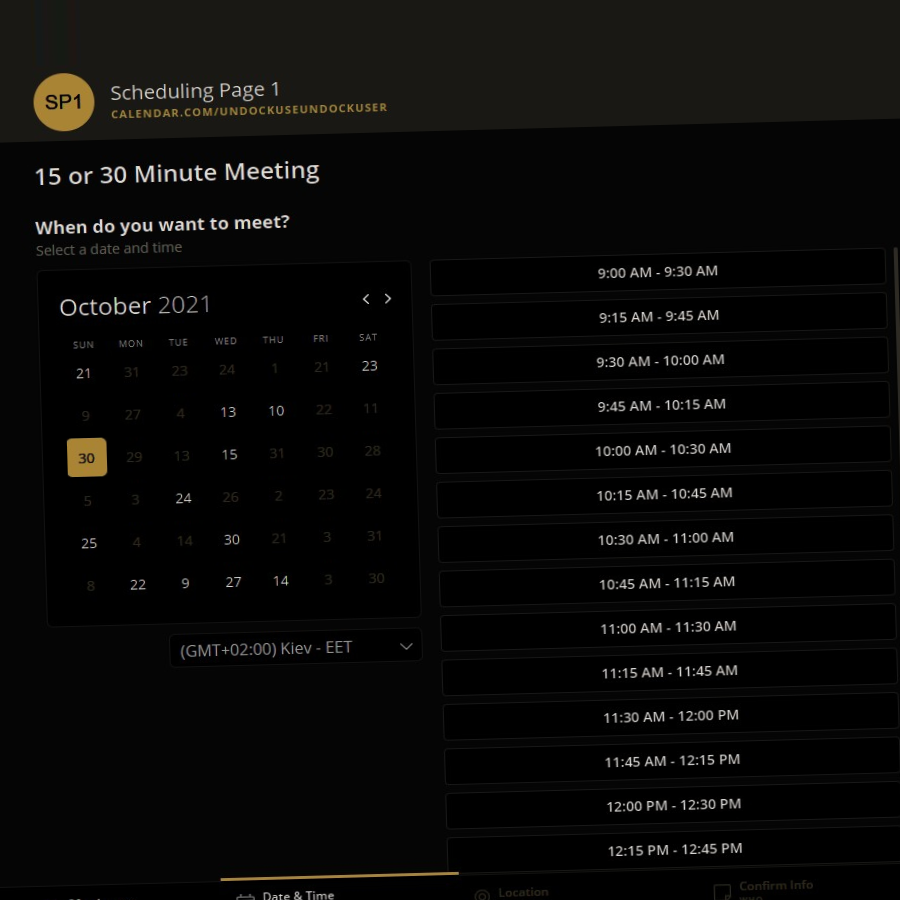 SP1
Scheduling Page 1
CALENDAR.COM/UNDOCKUSEUNDOCKUSER
15 or 30 Minute Meeting
When do you want to meet?
Select a date and time
October 2021
SUN MON TUE WED THU FRI SAT
21 31 23 24 1 21 23
9 27 4 13 10 22 11
30 29 13 15 31 30 28
5 3 24 26 2 23 24
25 4 14 30 21 3 31
8 22 9 27 14 3 30
(GMT+02:00) Kiev - EET
9:00 AM - 9:30 AM
9:15 AM - 9:45 AM
9:30 AM - 10:00 AM
9:45 AM - 10:15 AM
10:00 AM - 10:30 AM
10:15 AM - 10:45 AM
10:30 AM - 11:00 AM
10:45 AM - 11:15 AM
11:00 AM - 11:30 AM
11:15 AM - 11:45 AM
11:30 AM - 12:00 PM
11:45 AM - 12:15 PM
12:00 PM - 12:30 PM
12:15 PM - 12:45 PM
Date & Time
Location
Confirm Info